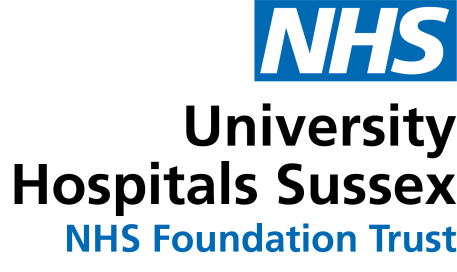 NHS
University
Hospitals Sussex
NHS Foundation Trust